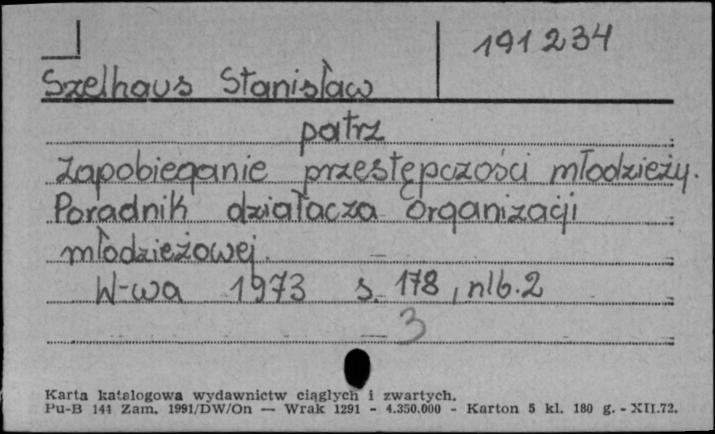 191234
Szelhaus Stanisław
patrz
Zapobieganie przestępczości młodzieży.
Poradnik działacza organizacji
młodzieżowej.
W-wa 1973 s. 178, nlb. 2
3
Karta katalogowa wydawnictw ciągłych i zwartych.
Pu-B 141 Zam. 1991/DW/On — Wrak 1291 - 4.350.000 - Karton 5 kl. 180 g. - XII.72.